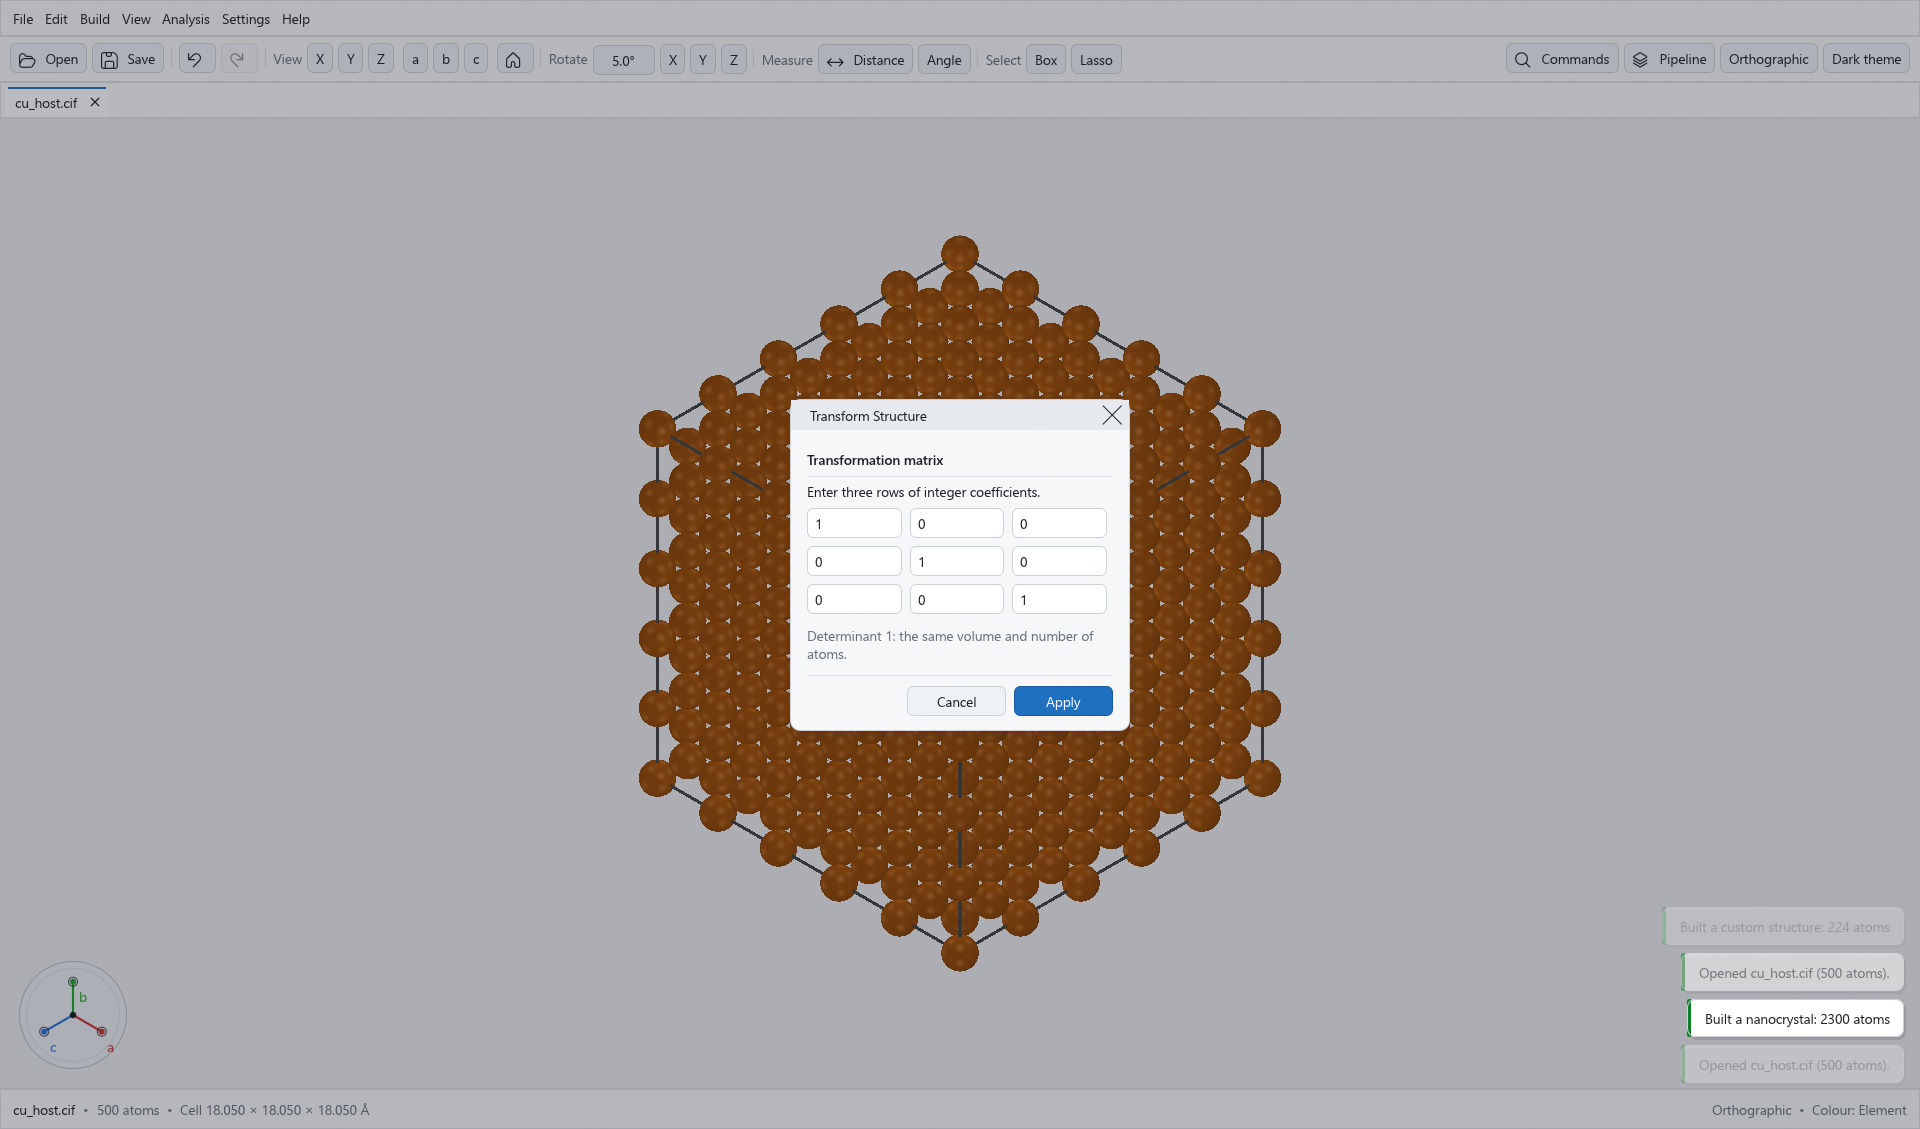 File Edit Build View Analysis Settings Help
Open Save View X Y Z a b c Rotate 5.0° X Y Z Measure Distance Angle Select Box Lasso Commands Pipeline Orthographic Dark theme
cu_host.cif
Transform Structure
Transformation matrix
Enter three rows of integer coefficients.
1 0 0
0 1 0
0 0 1
Determinant 1: the same volume and number of
atoms.
Cancel Apply
Built a custom structure: 224 atoms
Opened cu_host.cif (500 atoms).
Built a nanocrystal: 2300 atoms
Opened cu_host.cif (500 atoms).
b
c a
cu_host.cif • 500 atoms • Cell 18.050 × 18.050 × 18.050 Å Orthographic • Colour: Element